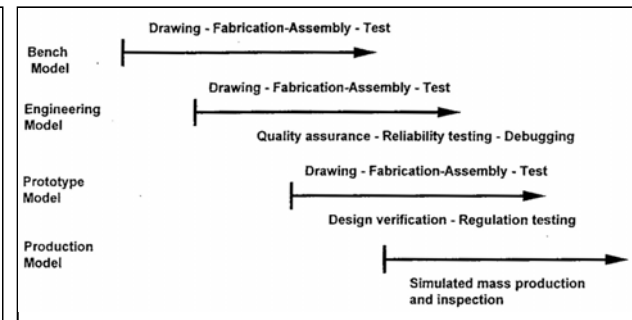 Drawing - Fabrication-Assembly - Test
Bench
Model
Drawing - Fabrication-Assembly - Test
Engineering
Model
Quality assurance - Reliability testing - Debugging
Drawing - Fabrication-Assembly - Test
Prototype
Model
Design verification - Regulation testing
Production
Model
Simulated mass production
and inspection